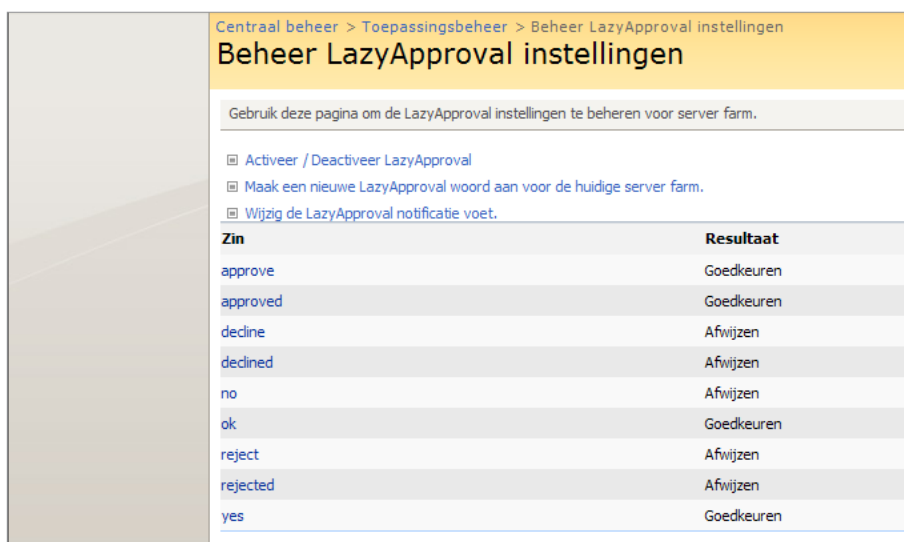 Centraal beheer > Toepassingsbeheer > Beheer LazyApproval instellingen
Beheer LazyApproval instellingen
Gebruik deze pagina om de LazyApproval instellingen te beheren voor server farm.
Activeer / Deactiveer LazyApproval
Maak een nieuwe LazyApproval woord aan voor de huidige server farm.
Wijzig de LazyApproval notificatie voet.
Zin Resultaat
approve Goedkeuren
approved Goedkeuren
decline Afwijzen
declined Afwijzen
no Afwijzen
ok Goedkeuren
reject Afwijzen
rejected Afwijzen
yes Goedkeuren